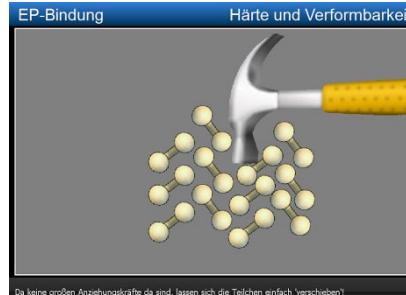 EP-Bindung
Härte und Verformbarkei
Da keine großen Anziehungskräfte da sind, lassen sich die Teilchen einfach 'verschieben'!